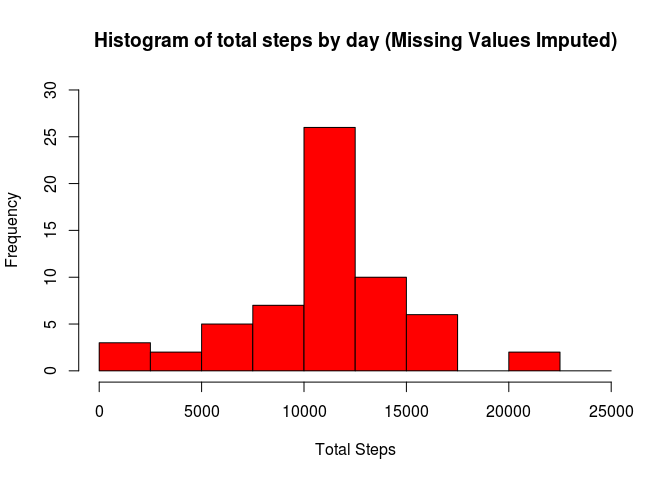 Histogram of total steps by day (Missing Values Imputed)
30
25
20
15
10
5
0
Frequency
0 5000 10000 15000 20000 25000
Total Steps